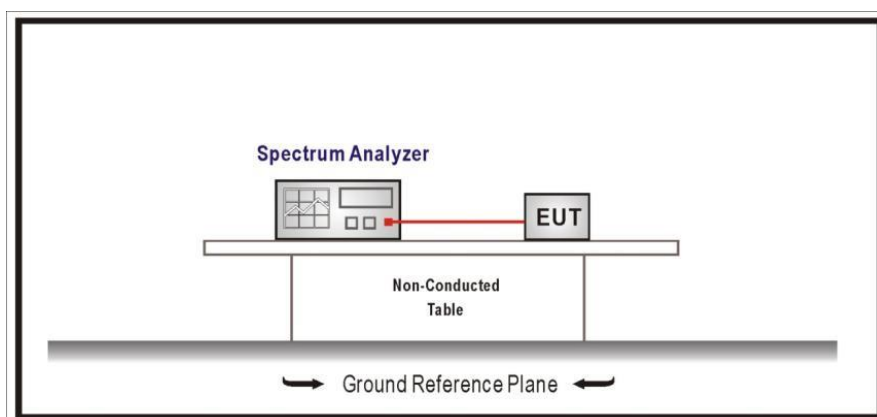 Spectrum Analyzer
EUT
Non-Conducted
Table
Ground Reference Plane